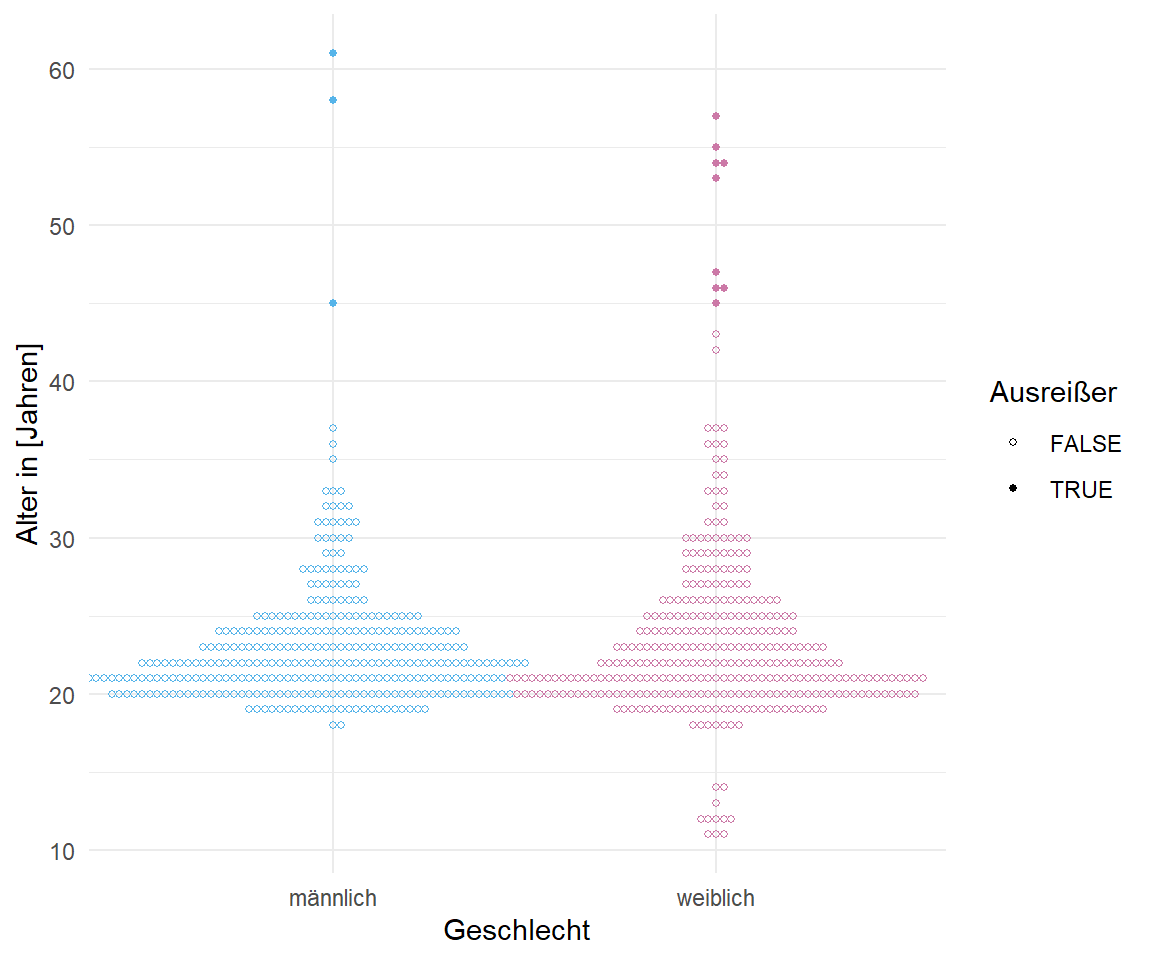 60
50
40
30
20
10
Alter in [Jahren]
männlich
weiblich
Geschlecht
Ausreißer
FALSE
TRUE